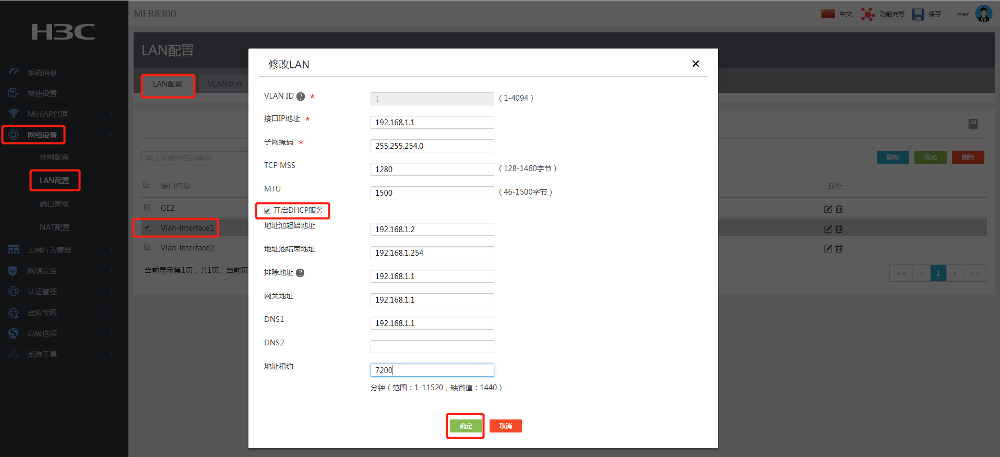 MER8300
中文
功能向导
保存
mer
H3C
系统信息
快速设置
MiniAP管理
网络设置
外网配置
LAN配置
端口管理
NAT配置
上网行为管理
网络安全
认证管理
虚拟专网
高级选项
系统工具
LAN配置
LAN配置
VLAN划分
输入关键字自动查询
刷新
添加
删除
接口名称
操作
GE2
Vlan-interface1
Vlan-interface2
当前显示第1页，共1页。当前页
<< < 1 > >>
修改LAN
VLAN ID ? * 1 （1-4094）
接口IP地址 * 192.168.1.1
子网掩码 * 255.255.254.0
TCP MSS 1280 （128-1460字节）
MTU 1500 （46-1500字节）
开启DHCP服务
地址池起始地址 192.168.1.2
地址池结束地址 192.168.1.254
排除地址 ? 192.168.1.1
网关地址 192.168.1.1
DNS1 192.168.1.1
DNS2
地址租约 7200
分钟（范围：1-11520，缺省值：1440）
确定
取消